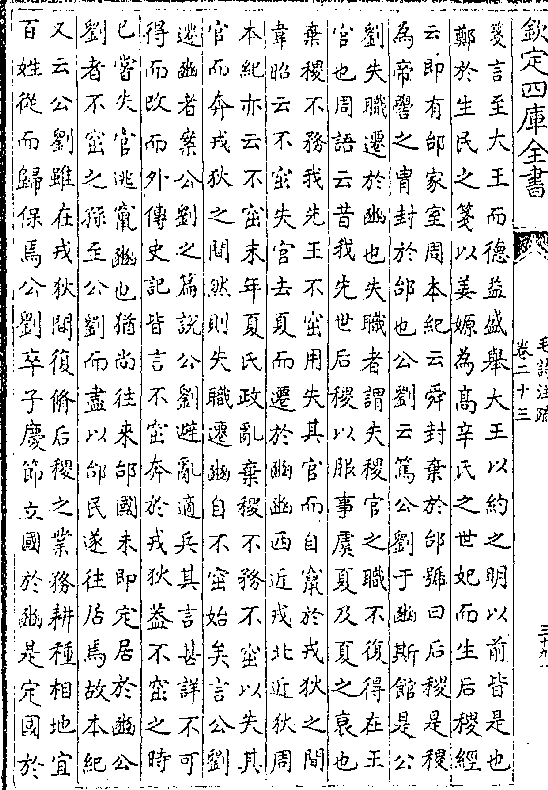 欽定四庫全書
毛詩注疏
卷二十三
戔言至大王而德益盛舉大王以約之明以前皆是也
鄭於生民之箋以姜嫄為髙辛氏之世妃而生后稷經
云即有邰家室周本紀云舜封棄於邰號曰后稷是稷
為帝嚳之胄封於邰也公劉云篤公劉于豳斯館是公
劉失職遷於豳也失職者謂失稷官之職不復得在王
官也周語云昔我先世后稷以服事虞夏及夏之衰也
棄稷不務我先王不窋用失其官而自竄於戎狄之間
韋昭云不窋失官去夏而遷於豳豳西近戎北近狄周
本紀亦云不窋末年夏氏政亂棄稷不務不窋以失其
官而奔戎狄之間然則失職遷豳自不窋始矣言公劉
遷豳者案公劉之篇説公劉避亂適兵其言甚詳不可
得而改而外傳史記皆言不窋奔於戎狄葢不窋之時
已嘗失官逃竄豳也猶尚往來邰國未即定居於豳公
劉者不窋之孫至公劉而盡以邰民遂往居焉故本紀
又云公劉雖在戎狄間復脩后稷之業務耕種相地宜
百姓從而歸保焉公劉卒子慶節立國於豳是定國於